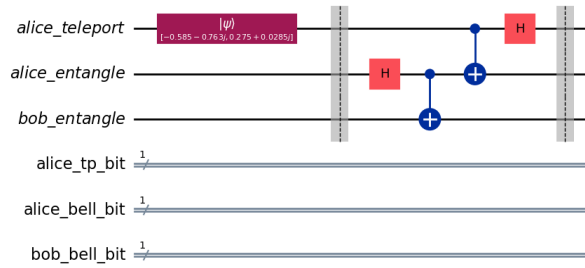 alice_teleport |ψ⟩ H
[−0.585−0.763j, 0.275+0.0285j]
alice_entangle H
bob_entangle
alice_tp_bit 1
alice_bell_bit 1
bob_bell_bit 1